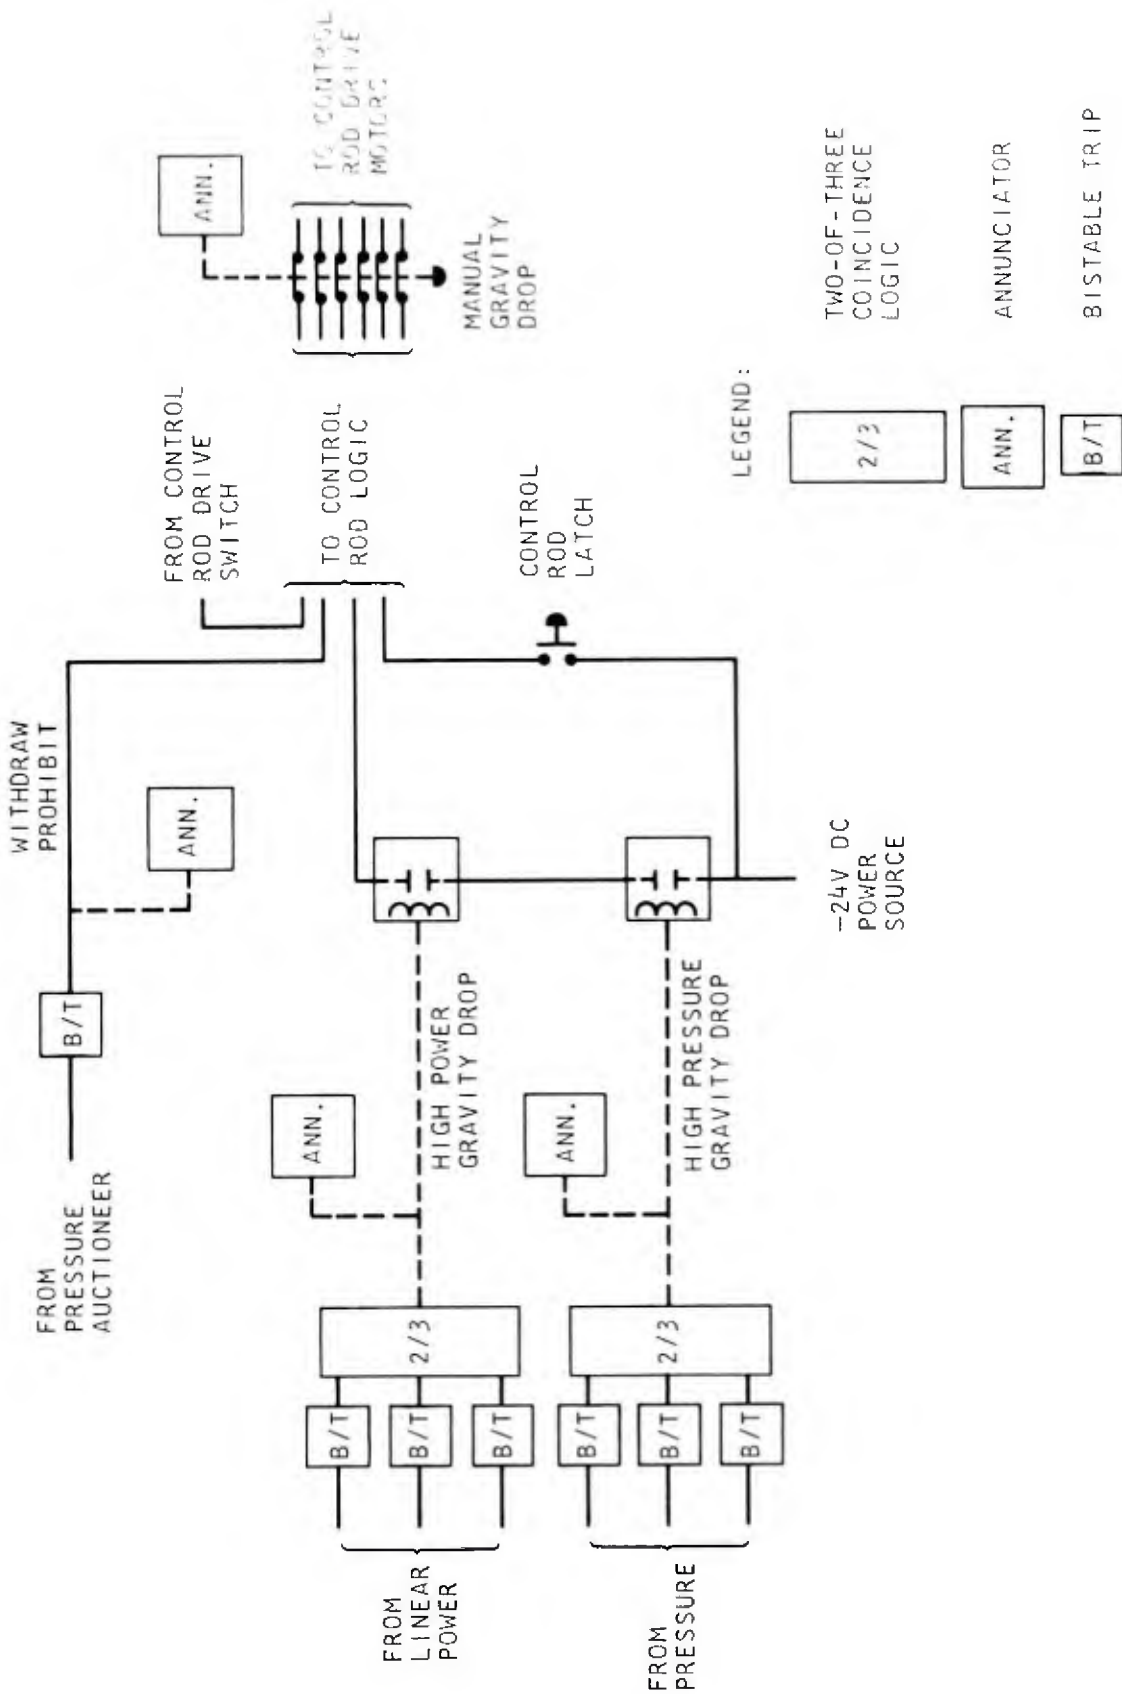 FROM
PRESSURE
AUCTIONEER
B/T
WITHDRAW
PROHIBIT
ANN.
FROM CONTROL
ROD DRIVE
SWITCH
ANN.
TO CONTROL
ROD DRIVE
MOTORS
TO CONTROL
ROD LOGIC
MANUAL
GRAVITY
DROP
FROM
LINEAR
POWER
B/T
B/T
B/T
2/3
ANN.
HIGH POWER
GRAVITY DROP
CONTROL
ROD
LATCH
FROM
PRESSURE
B/T
B/T
B/T
2/3
ANN.
HIGH PRESSURE
GRAVITY DROP
-24V DC
POWER
SOURCE
LEGEND:
2/3
TWO-OF-THREE
COINCIDENCE
LOGIC
ANN.
ANNUNCIATOR
B/T
BISTABLE TRIP